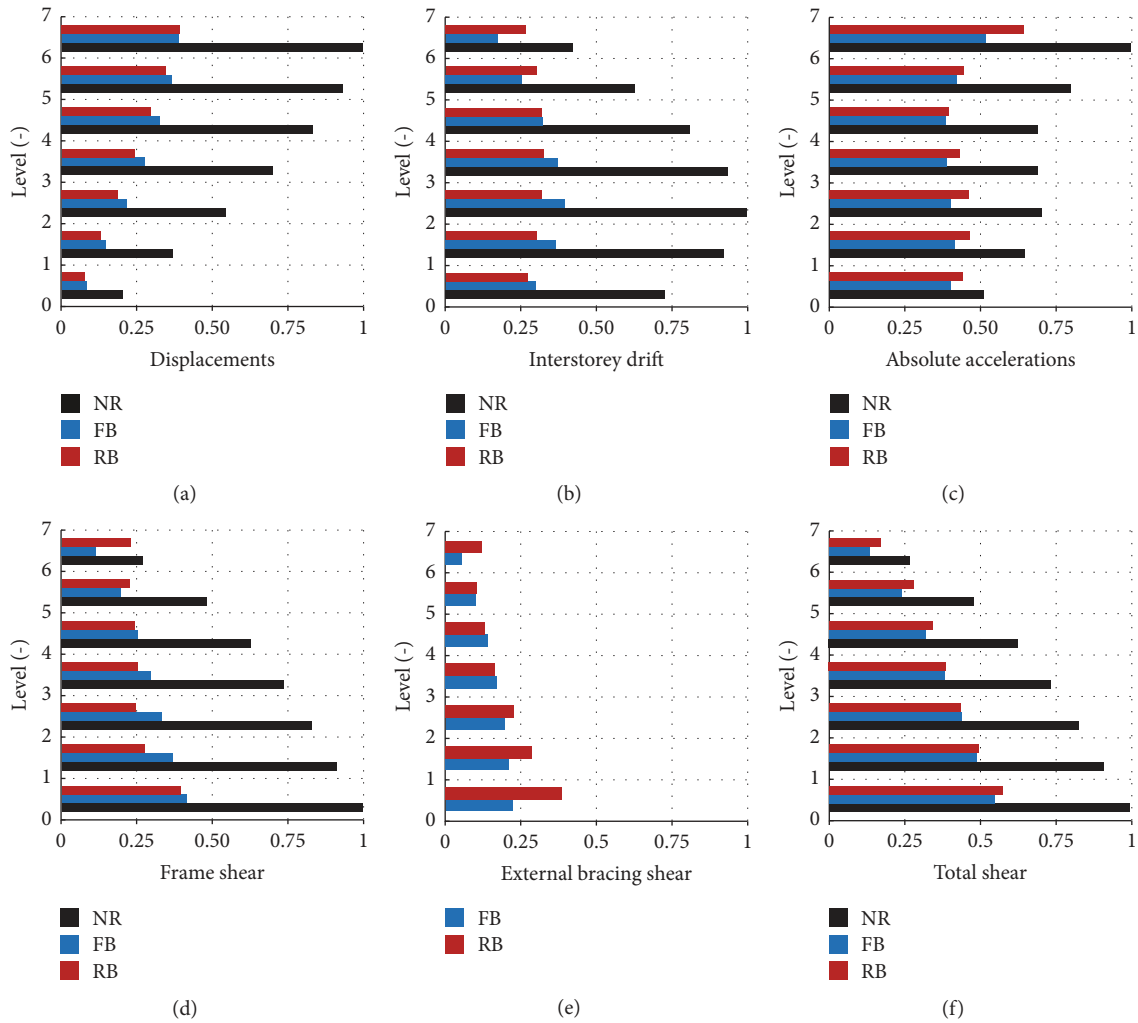 7
6
5
4
3
2
1
0
Level (-)
0 0.25 0.50 0.75 1
Displacements
NR
FB
RB
(a)
7
6
5
4
3
2
1
0
Level (-)
0 0.25 0.50 0.75 1
Interstorey drift
NR
FB
RB
(b)
7
6
5
4
3
2
1
0
Level (-)
0 0.25 0.5 0.75 1
Absolute accelerations
NR
FB
RB
(c)
7
6
5
4
3
2
1
0
Level (-)
0 0.25 0.50 0.75 1
Frame shear
NR
FB
RB
(d)
7
6
5
4
3
2
1
0
Level (-)
0 0.25 0.5 0.75 1
External bracing shear
FB
RB
(e)
7
6
5
4
3
2
1
0
Level (-)
0 0.25 0.5 0.75 1
Total shear
NR
FB
RB
(f)